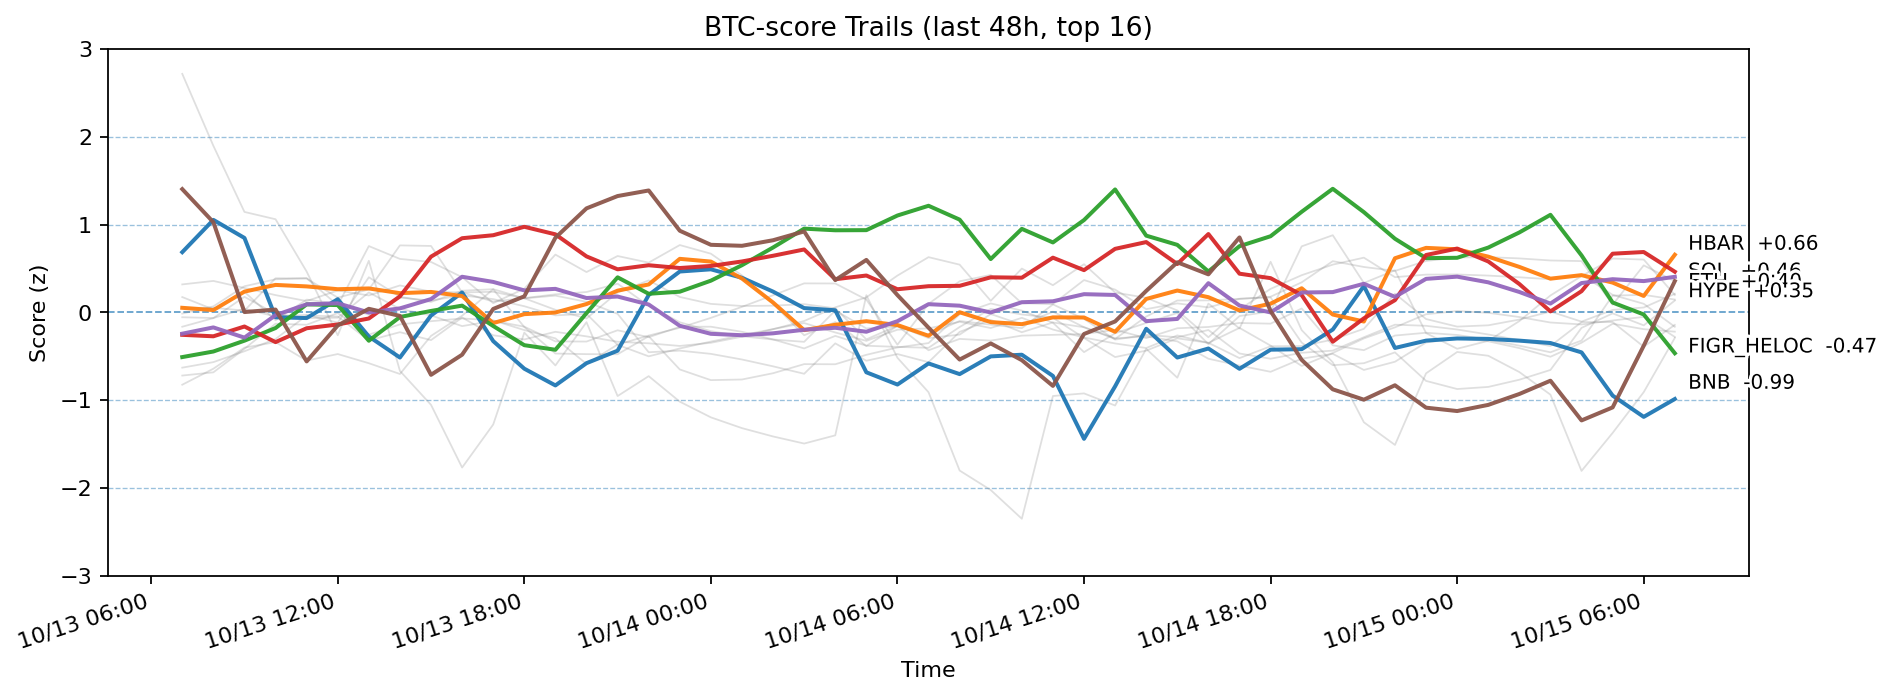 BTC-score Trails (last 48h, top 16)
3
2
1
0
−1
−2
−3
Score (z)
HBAR +0.66
SOL +0.46
HYPE +0.35
FIGR_HELOC -0.47
BNB -0.99
10/13 06:00
10/13 12:00
10/13 18:00
10/14 00:00
10/14 06:00
10/14 12:00
10/14 18:00
10/15 00:00
10/15 06:00
Time